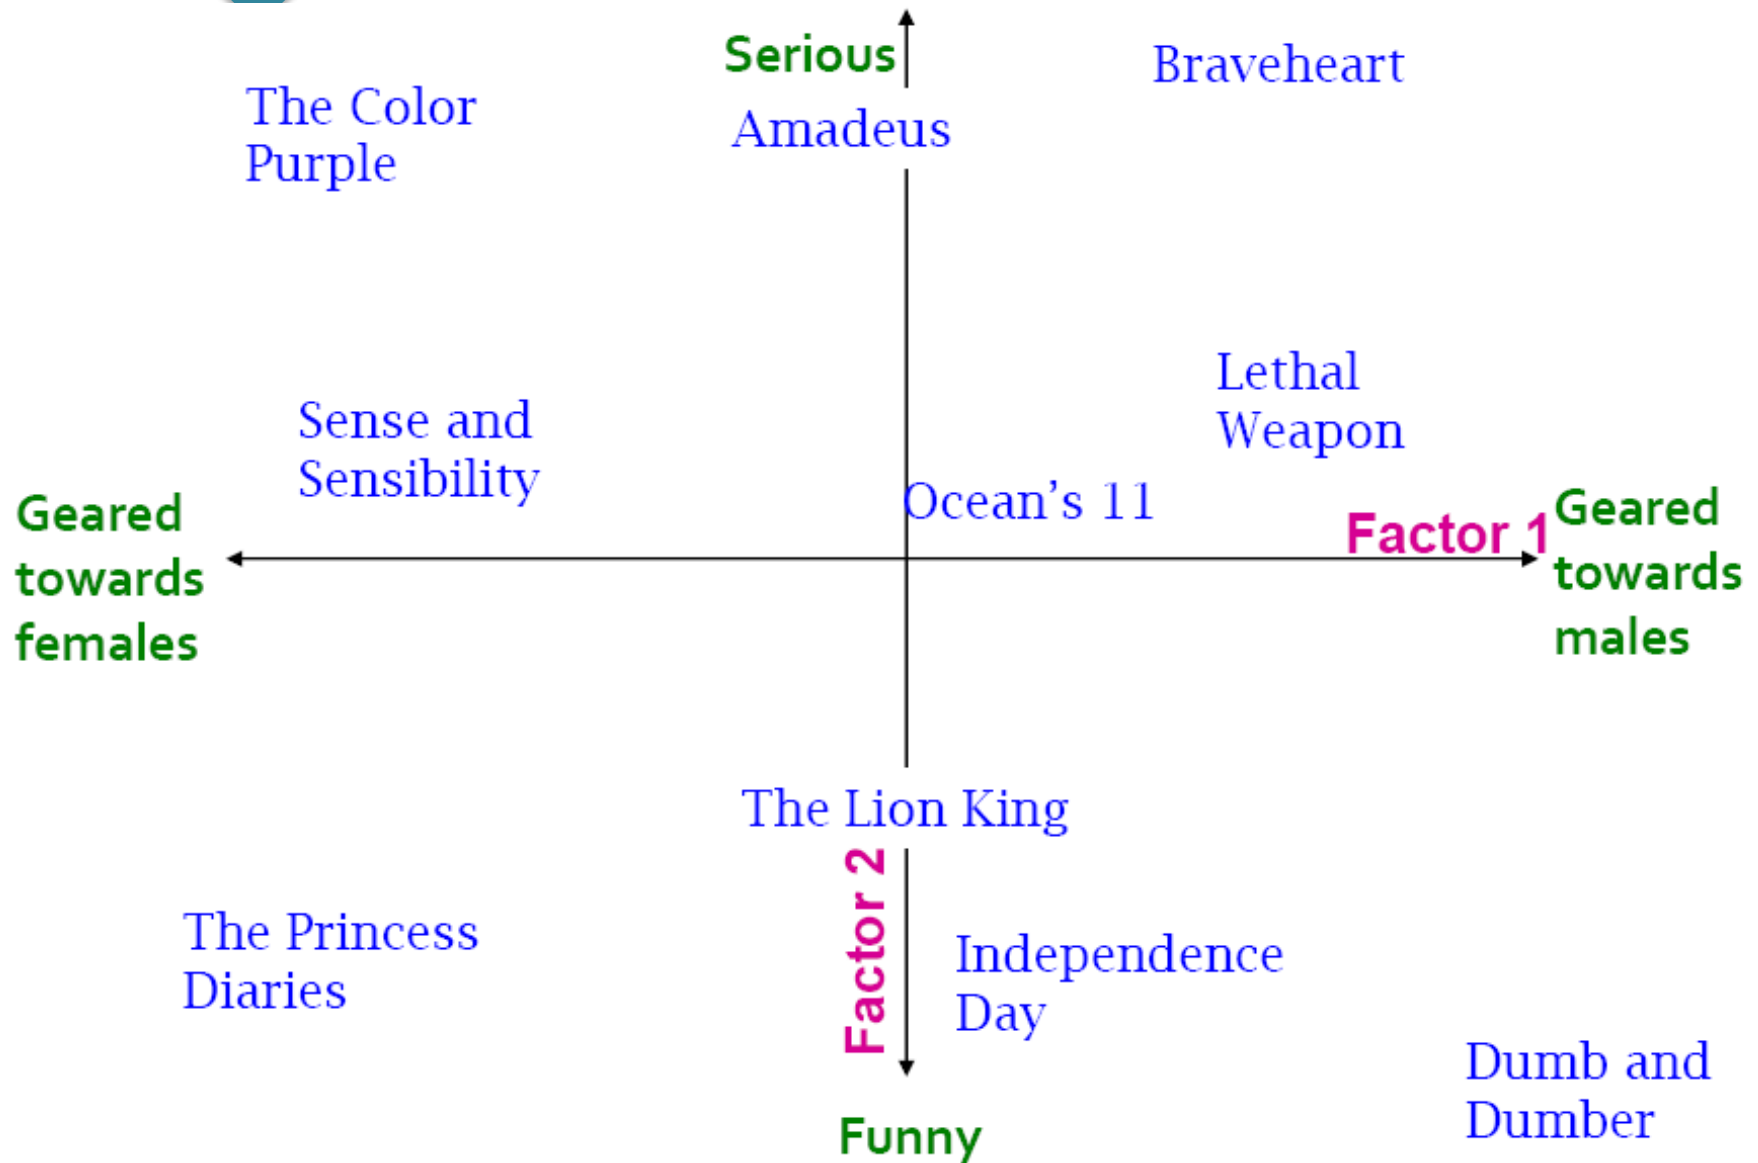 Serious
Braveheart
The Color
Purple
Amadeus
Lethal
Weapon
Sense and
Sensibility
Ocean’s 11
Geared
towards
females
Factor 1
Geared
towards
males
The Lion King
Factor 2
The Princess
Diaries
Independence
Day
Dumb and
Dumber
Funny